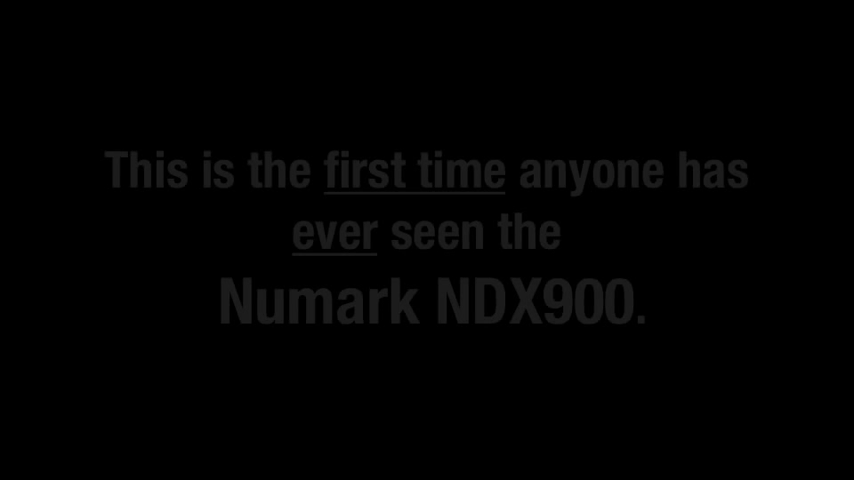 This is the first time anyone has
ever seen the
Numark NDX900.